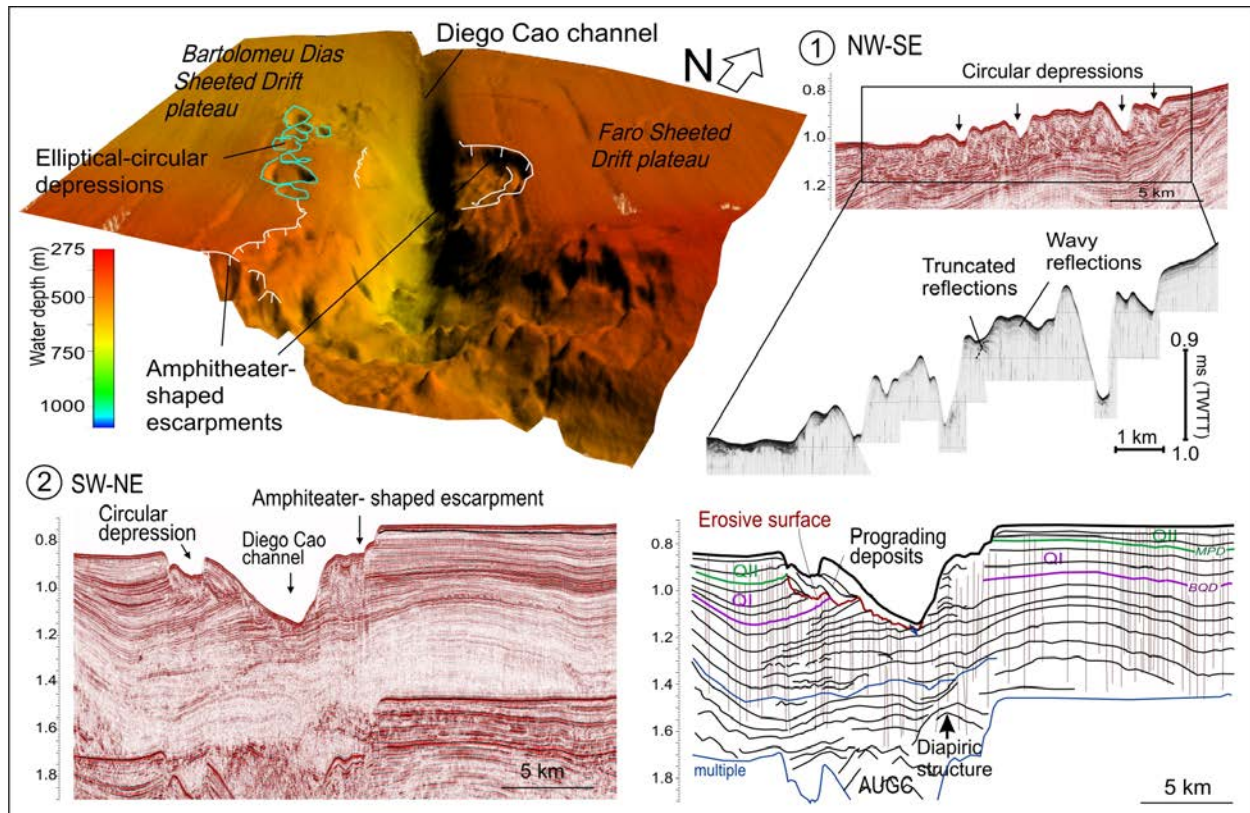 Diego Cao channel
Bartolomeu Dias
Sheeted Drift
plateau
N
Faro Sheeted
Drift plateau
Elliptical-circular
depressions
275
500
750
1000
Water depth (m)
Amphitheater-
shaped
escarpments
1 NW-SE
Circular depressions
0.8
1.0
1.2
5 km
Wavy
reflections
Truncated
reflections
0.9
ms (TWTT)
1.0
1 km
2 SW-NE
Amphiteater- shaped escarpment
Circular
depression
Diego Cao
channel
0.8
1.0
1.2
1.4
1.6
1.8
5 km
Erosive surface
Prograding
deposits
0.8
1.0
1.2
1.4
1.6
1.8
QII
QI
QII
MPD
QI
BQD
multiple
AUGC
Diapiric
structure
5 km